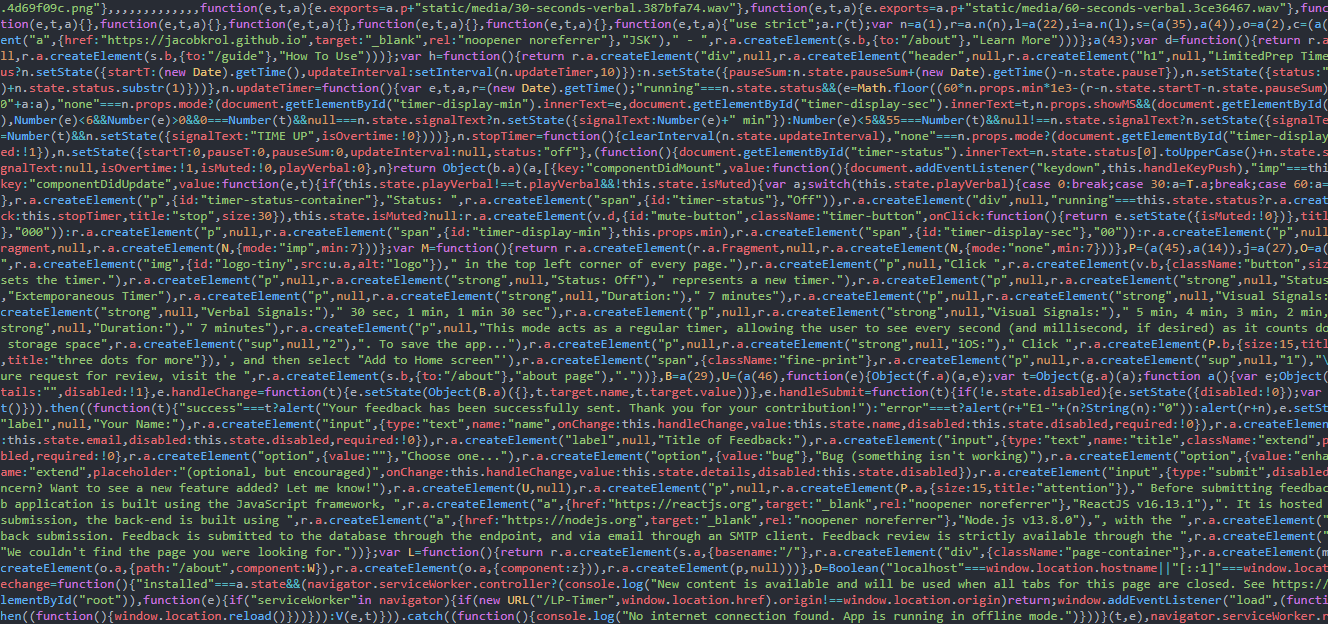 .4d69f09c.png"},,,,,,,,,,,,,function(e,t,a){e.exports=a.p+"static/media/30-seconds-verbal.387bfa74.wav"},function(e,t,a){e.exports=a.p+"static/media/60-seconds-verbal.3ce36467.wav"},func
tion(e,t,a){},function(e,t,a){},function(e,t,a){},function(e,t,a){},function(e,t,a){},function(e,t,a){"use strict";a.r(t);var n=a(1),r=a.n(n),l=a(22),i=a.n(l),s=(a(35),a(4)),o=a(2),c=(a(
ent("a",{href:"https://jacobkrol.github.io",target:"_blank",rel:"noopener noreferrer"},"JSK")," - ",r.a.createElement(s.b,{to:"/about"},"Learn More")))};a(43);var d=function(){return r.a
ull,r.a.createElement(s.b,{to:"/guide"},"How To Use")))};var h=function(){return r.a.createElement("div",null,r.a.createElement("header",null,r.a.createElement("h1",null,"LimitedPrep Time
us?n.setState({startT:(new Date).getTime(),updateInterval:setInterval(n.updateTimer,10)}):n.setState({pauseSum:n.state.pauseSum+(new Date).getTime()-n.state.pauseT}),n.setState({status:"
)+n.state.status.substr(1)}))},n.updateTimer=function(){var e,t,a,r=(new Date).getTime();"running"===n.state.status&&(e=Math.floor((60*n.props.min*1e3-(r-n.state.startT-n.state.pauseSum)
0"+a:a),"none"===n.props.mode?(document.getElementById("timer-display-min").innerText=e,document.getElementById("timer-display-sec").innerText=t,n.props.showMS&&(document.getElementById(
),Number(e)<6&&Number(e)>0&&0===Number(t)&&null===n.state.signalText?n.setState({signalText:Number(e)+" min"}):Number(e)<5&&55===Number(t)&&null!==n.state.signalText?n.setState({signalTe
=Number(t)&&n.setState({signalText:"TIME UP",isOvertime:!0})))},n.stopTimer=function(){clearInterval(n.state.updateInterval),"none"===n.props.mode?(document.getElementById("timer-display
ed:!1}),n.setState({startT:0,pauseT:0,pauseSum:0,updateInterval:null,status:"off"},(function(){document.getElementById("timer-status").innerText=n.state.status[0].toUpperCase()+n.state.s
gnalText:null,isOvertime:!1,isMuted:!0,playVerbal:0},n}return Object(b.a)(a,[{key:"componentDidMount",value:function(){document.addEventListener("keydown",this.handleKeyPush),"imp"===thi
key:"componentDidUpdate",value:function(e,t){if(this.state.playVerbal!==t.playVerbal&&!this.state.isMuted){var a;switch(this.state.playVerbal){case 0:break;case 30:a=T.a;break;case 60:a=
},r.a.createElement("p",{id:"timer-status-container"},"Status: ",r.a.createElement("span",{id:"timer-status"},"Off")),r.a.createElement("div",null,"running"===this.state.status?r.a.creat
ck:this.stopTimer,title:"stop",size:30}),this.state.isMuted?null:r.a.createElement(v.d,{id:"mute-button",className:"timer-button",onClick:function(){return e.setState({isMuted:!0})},titl
},"000")):r.a.createElement("p",null,r.a.createElement("span",{id:"timer-display-min"},this.props.min),r.a.createElement("span",{id:"timer-display-sec"},"00")):r.a.createElement("p",null
ragment,null,r.a.createElement(N,{mode:"imp",min:7}))};var M=function(){return r.a.createElement(r.a.Fragment,null,r.a.createElement(N,{mode:"none",min:7}))},P=(a(45),a(14)),j=a(27),O=a(
",r.a.createElement("img",{id:"logo-tiny",src:u.a,alt:"logo"})," in the top left corner of every page."),r.a.createElement("p",null,"Click ",r.a.createElement(v.b,{className:"button",siz
sets the timer."),r.a.createElement("p",null,r.a.createElement("strong",null,"Status: Off")," represents a new timer."),r.a.createElement("p",null,r.a.createElement("strong",null,"Status
,"Extemporaneous Timer"),r.a.createElement("p",null,r.a.createElement("strong",null,"Duration:")," 7 minutes"),r.a.createElement("p",null,r.a.createElement("strong",null,"Visual Signals:
createElement("strong",null,"Verbal Signals:")," 30 sec, 1 min, 1 min 30 sec"),r.a.createElement("p",null,r.a.createElement("strong",null,"Visual Signals:")," 5 min, 4 min, 3 min, 2 min,
strong",null,"Duration:")," 7 minutes"),r.a.createElement("p",null,"This mode acts as a regular timer, allowing the user to see every second (and millisecond, if desired) as it counts do
 storage space",r.a.createElement("sup",null,"2"),". To save the app..."),r.a.createElement("p",null,r.a.createElement("strong",null,"iOS:")," Click ",r.a.createElement(P.b,{size:15,titl
,title:"three dots for more"}),', and then select "Add to Home screen"'),r.a.createElement("span",{className:"fine-print"},r.a.createElement("p",null,r.a.createElement("sup",null,"1"),"\
ure request for review, visit the ",r.a.createElement(s.b,{to:"/about"},"about page"),"."))},B=a(29),U=(a(46),function(e){Object(f.a)(a,e);var t=Object(g.a)(a);function a(){var e;Object(
tails:"",disabled:!1},e.handleChange=function(t){e.setState(Object(B.a)({},t.target.name,t.target.value))},e.handleSubmit=function(t){if(!e.state.disabled){e.setState({disabled:!0});var
t()})).then((function(t){"success"===t?alert("Your feedback has been successfully sent. Thank you for your contribution!"):"error"===t?alert(r+"E1-"+(n?String(n):"0")):alert(r+n),e.setSt
"label",null,"Your Name:"),r.a.createElement("input",{type:"text",name:"name",onChange:this.handleChange,value:this.state.name,disabled:this.state.disabled,required:!0}),r.a.createElemen
:this.state.email,disabled:this.state.disabled,required:!0}),r.a.createElement("label",null,"Title of Feedback:"),r.a.createElement("input",{type:"text",name:"title",className:"extend",p
bled,required:!0},r.a.createElement("option",{value:""},"Choose one..."),r.a.createElement("option",{value:"bug"},"Bug (something isn't working)"),r.a.createElement("option",{value:"enha
ame:"extend",placeholder:"(optional, but encouraged)",onChange:this.handleChange,value:this.state.details,disabled:this.state.disabled}),r.a.createElement("input",{type:"submit",disabled
ncern? Want to see a new feature added? Let me know!"),r.a.createElement(U,null),r.a.createElement("p",null,r.a.createElement(P.a,{size:15,title:"attention"})," Before submitting feedbac
b application is built using the JavaScript framework, ",r.a.createElement("a",{href:"https://reactjs.org",target:"_blank",rel:"noopener noreferrer"},"ReactJS v16.13.1"),". It is hosted
submission, the back-end is built using ",r.a.createElement("a",{href:"https://nodejs.org",target:"_blank",rel:"noopener noreferrer"},"Node.js v13.8.0"),", with the ",r.a.createElement(
back submission. Feedback is submitted to the database through the endpoint, and via email through an SMTP client. Feedback review is strictly available through the ",r.a.createElement(
"We couldn't find the page you were looking for."))};var L=function(){return r.a.createElement(s.a,{basename:"/"},r.a.createElement("div",{className:"page-container"},r.a.createElement(m
createElement(o.a,{path:"/about",component:W}),r.a.createElement(o.a,{component:z})),r.a.createElement(p,null))))},D=Boolean("localhost"===window.location.hostname||"[::1]"===window.locat
echange=function(){"installed"===a.state&&(navigator.serviceWorker.controller?(console.log("New content is available and will be used when all tabs for this page are closed. See https://
lementById("root")),function(e){if("serviceWorker"in navigator){if(new URL("/LP-Timer",window.location.href).origin!==window.location.origin)return;window.addEventListener("load",(functi
hen((function(){window.location.reload()}))})):V(e,t)})).catch((function(){console.log("No internet connection found. App is running in offline mode.")}))}(t,e),navigator.serviceWorker.r